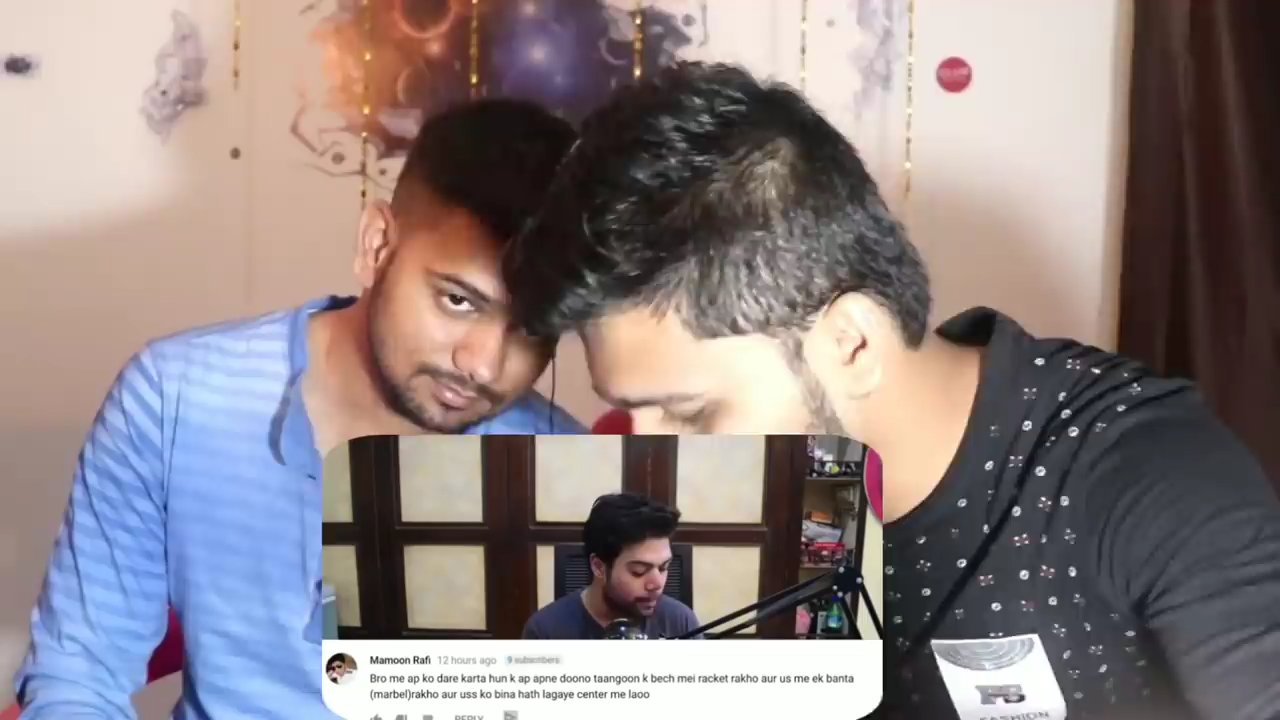 Mamoon Rafi 12 hours ago 9 subscribers
Bro me ap ko dare karta hun k ap apne doono taangoon k bech mei racket rakho aur us me ek banta
(marbel)rakho aur uss ko bina hath lagaye center me laoo
REPLY
FASHION